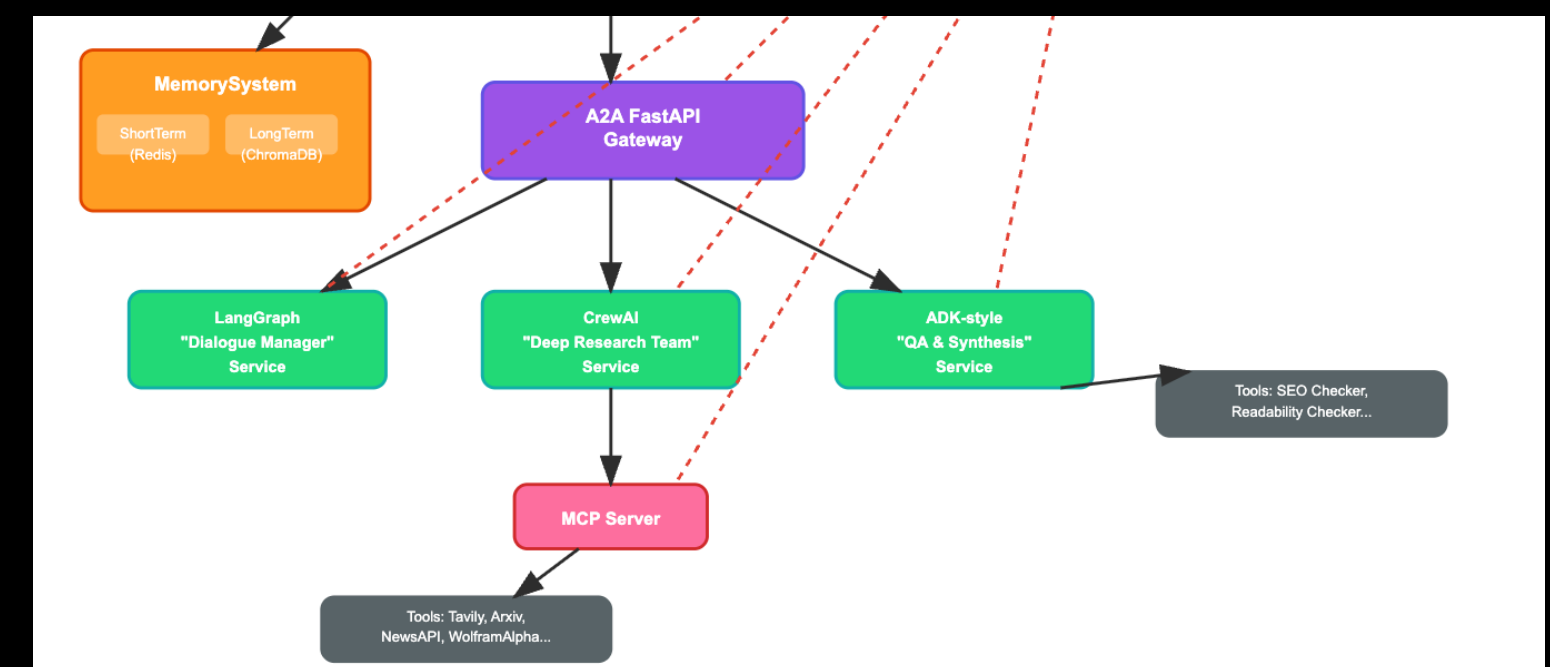 MemorySystem
ShortTerm
(Redis)
LongTerm
(ChromaDB)
A2A FastAPI
Gateway
LangGraph
"Dialogue Manager"
Service
CrewAI
"Deep Research Team"
Service
ADK-style
"QA & Synthesis"
Service
Tools: SEO Checker,
Readability Checker...
MCP Server
Tools: Tavily, Arxiv,
NewsAPI, WolframAlpha...